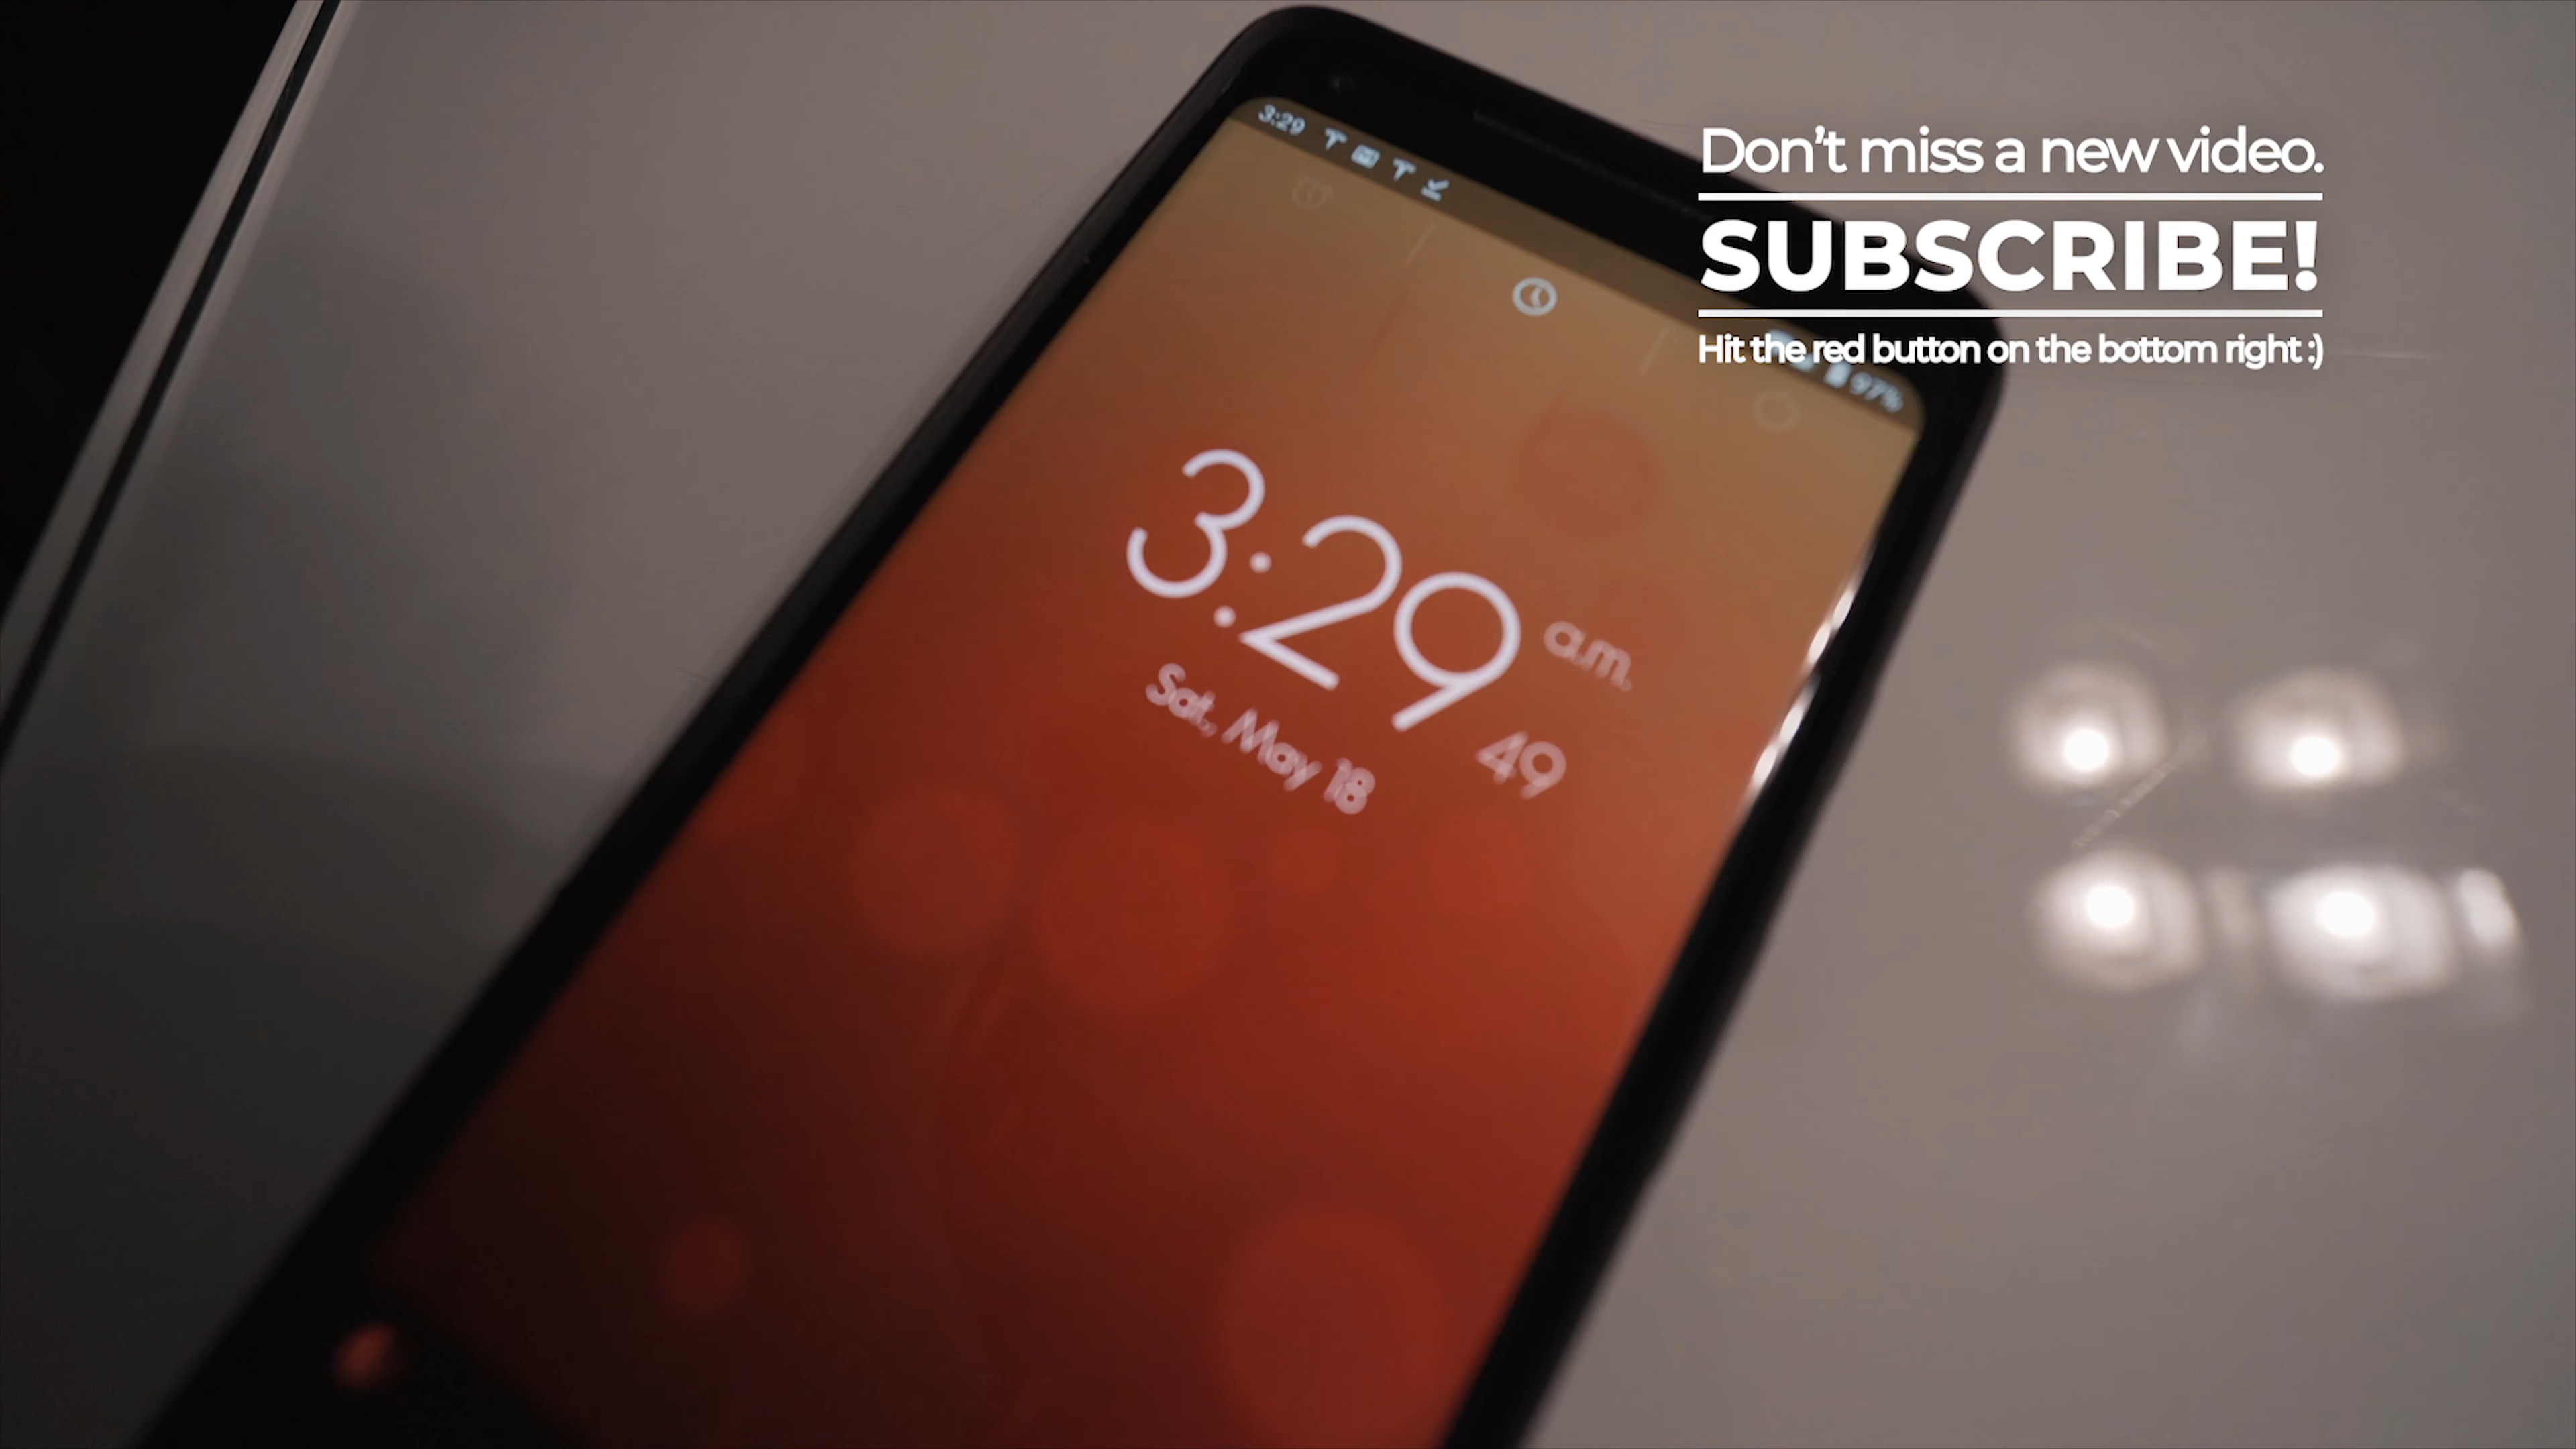 Don't miss a new video.
SUBSCRIBE!
Hit the red button on the bottom right :)
3:29
97%
3:29 a.m.
49
Sat, May 18